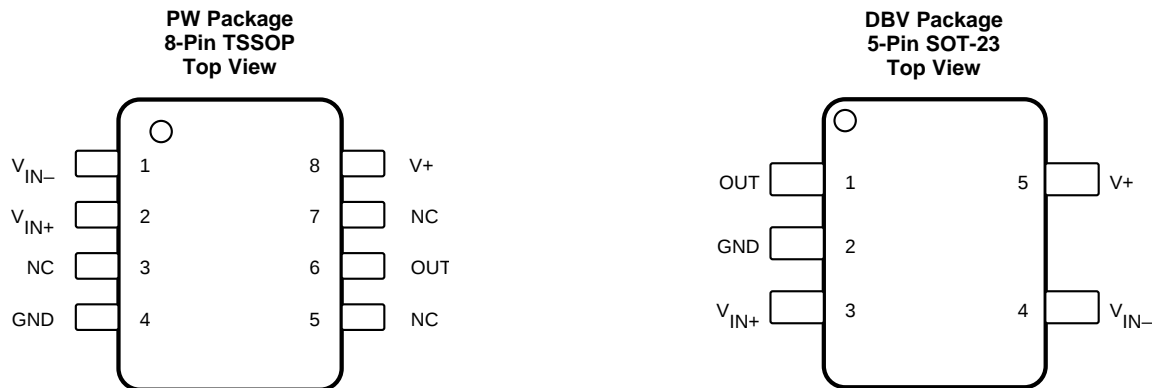 PW Package
8-Pin TSSOP
Top View
VIN– 1 8 V+
VIN+ 2 7 NC
NC 3 6 OUT
GND 4 5 NC
DBV Package
5-Pin SOT-23
Top View
OUT 1 5 V+
GND 2
VIN+ 3 4 VIN–